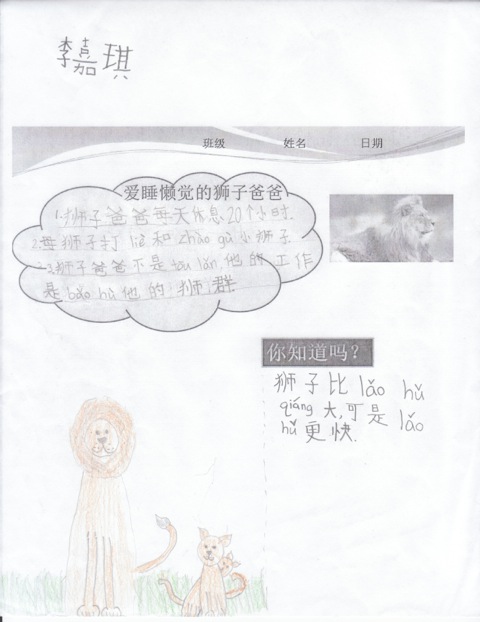 李嘉琪
班级 姓名 日期
爱睡懒觉的狮子爸爸
1.狮子爸爸每天休息20个小时.
2.母狮子打 liè 和 zhào gù 小狮子
3.狮子爸爸不是 tōu lǎn, 他的工作
是 bǎo hù 他的狮群
你知道吗？
狮子比 lǎo hǔ
qiáng 大,可是 lǎo
hǔ 更快.